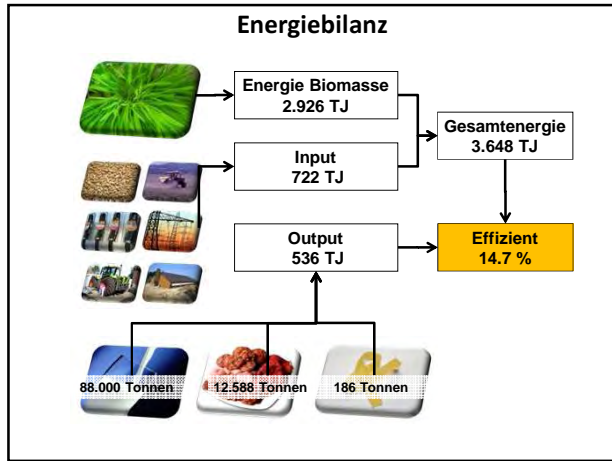 Energiebilanz
Energie Biomasse
2.926 TJ
Gesamtenergie
3.648 TJ
Input
722 TJ
Output
536 TJ
Effizient
14.7 %
88.000 Tonnen
12.588 Tonnen
186 Tonnen